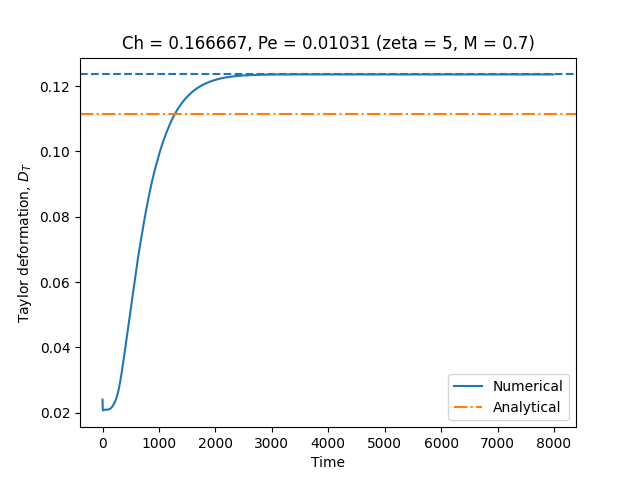 Ch = 0.166667, Pe = 0.01031 (zeta = 5, M = 0.7)
Taylor deformation, D_T
0.12
0.10
0.08
0.06
0.04
0.02
0 1000 2000 3000 4000 5000 6000 7000 8000
Time
Numerical
Analytical